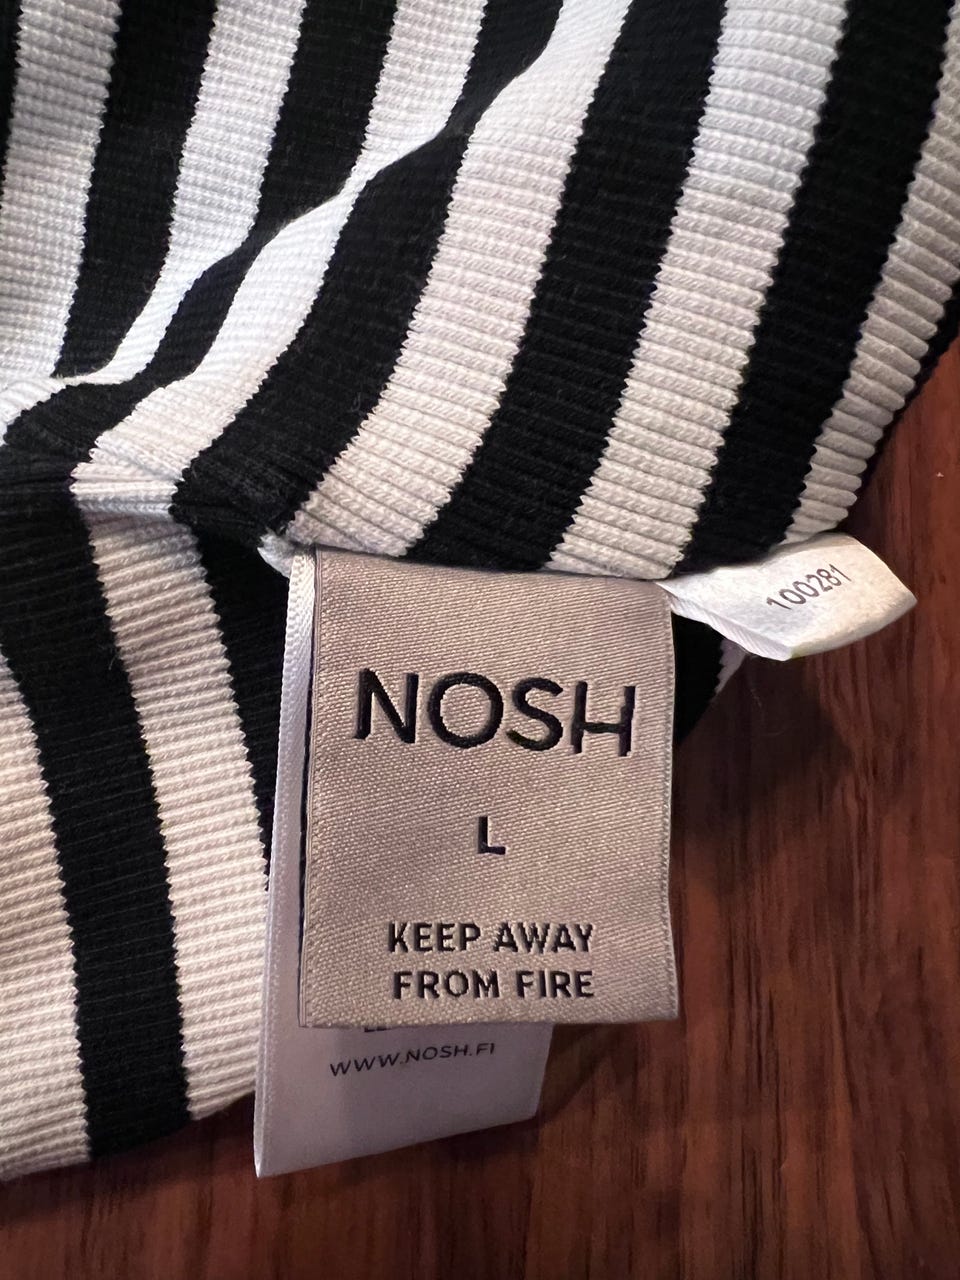 100281
NOSH
L
KEEP AWAY
FROM FIRE
WWW.NOSH.FI